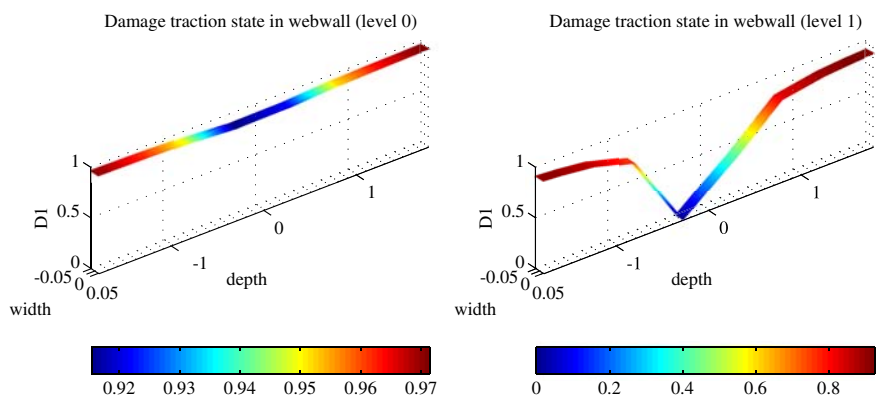 Damage traction state in webwall (level 0)
1
0.5
0
D1
-0.05
0
0.05
width
-1
0
1
depth
0.92 0.93 0.94 0.95 0.96 0.97
Damage traction state in webwall (level 1)
1
0.5
0
D1
-0.05
0
0.05
width
-1
0
1
depth
0 0.2 0.4 0.6 0.8